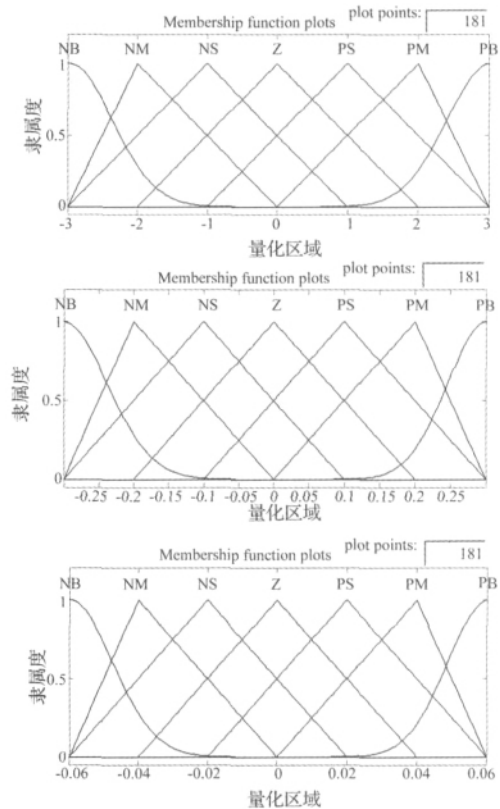 Membership function plots plot points: 181
NB NM NS Z PS PM PB
1
0.5
0
隶属度
-3 -2 -1 0 1 2 3
量化区域
Membership function plots plot points: 181
NB NM NS Z PS PM PB
1
0.5
0
隶属度
-0.25 -0.2 -0.1 -0.05 0 0.05 0.1 0.15 0.2 0.25
量化区域
Membership function plots plot points: 181
NB NM NS Z PS PM PB
1
0.5
0
隶属度
-0.06 -0.04 -0.02 0 0.02 0.04 0.06
量化区域